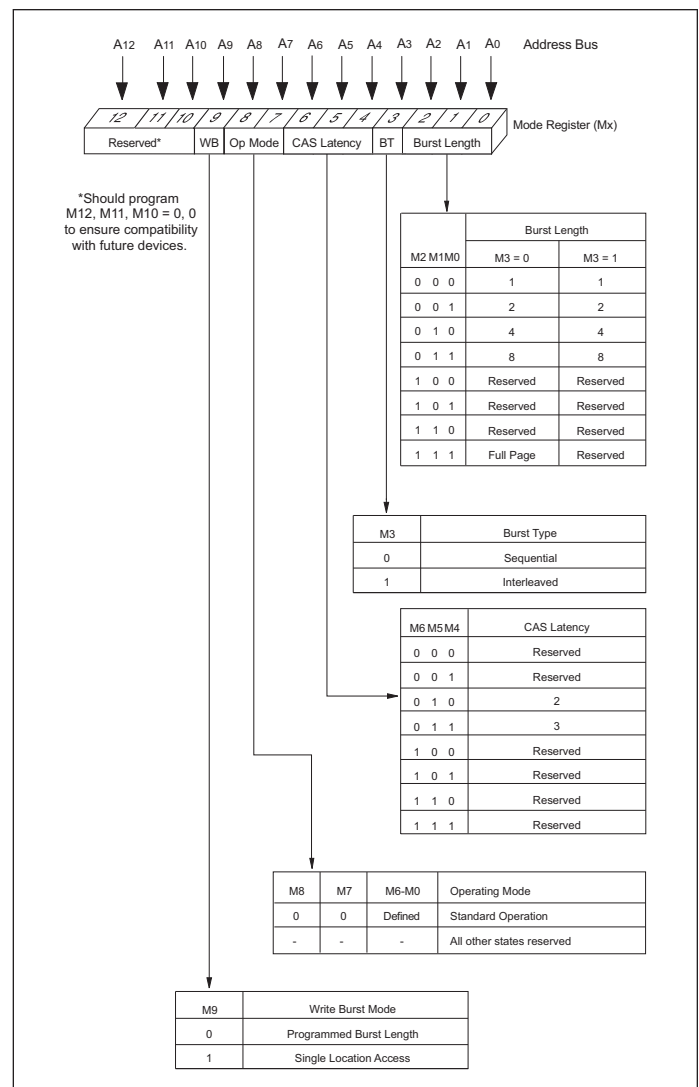 A12 A11 A10 A9 A8 A7 A6 A5 A4 A3 A2 A1 A0 Address Bus
12 11 10 9 8 7 6 5 4 3 2 1 0 Mode Register (Mx)
Reserved* WB Op Mode CAS Latency BT Burst Length
*Should program
M12, M11, M10 = 0, 0
to ensure compatibility
with future devices.
Burst Length
M2 M1M0 M3 = 0 M3 = 1
0 0 0 1 1
0 0 1 2 2
0 1 0 4 4
0 1 1 8 8
1 0 0 Reserved Reserved
1 0 1 Reserved Reserved
1 1 0 Reserved Reserved
1 1 1 Full Page Reserved
M3 Burst Type
0 Sequential
1 Interleaved
M6 M5 M4 CAS Latency
0 0 0 Reserved
0 0 1 Reserved
0 1 0 2
0 1 1 3
1 0 0 Reserved
1 0 1 Reserved
1 1 0 Reserved
1 1 1 Reserved
M8 M7 M6-M0 Operating Mode
0 0 Defined Standard Operation
- - - All other states reserved
M9 Write Burst Mode
0 Programmed Burst Length
1 Single Location Access